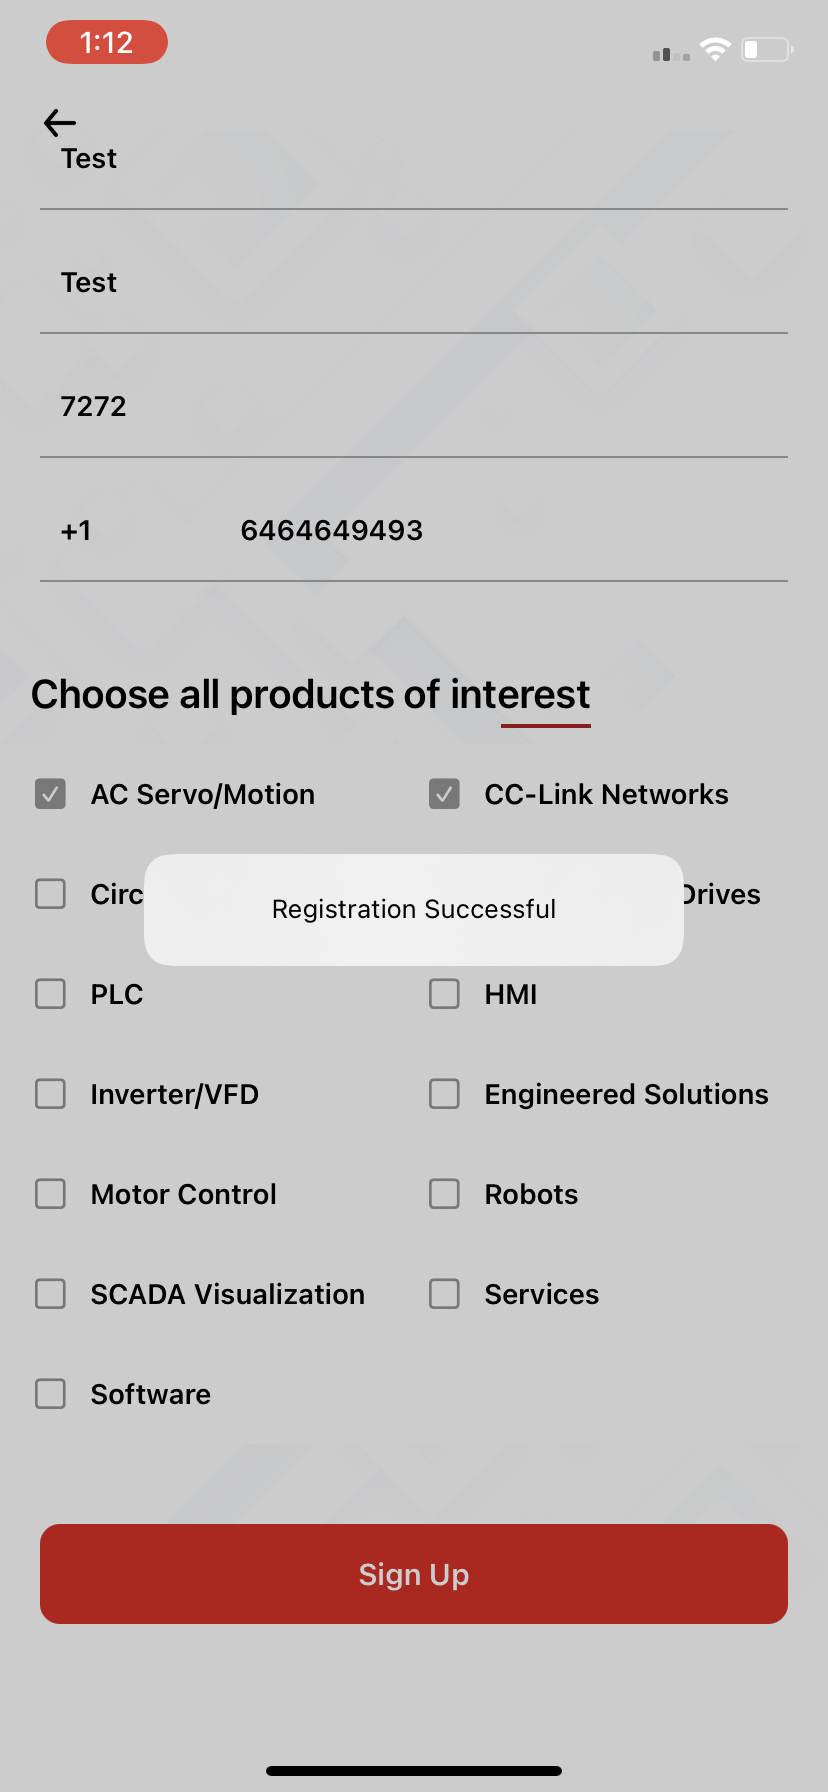 1:12
Test
Test
7272
+1 6464649493
Choose all products of interest
AC Servo/Motion CC-Link Networks
Circ Drives
Registration Successful
PLC HMI
Inverter/VFD Engineered Solutions
Motor Control Robots
SCADA Visualization Services
Software
Sign Up